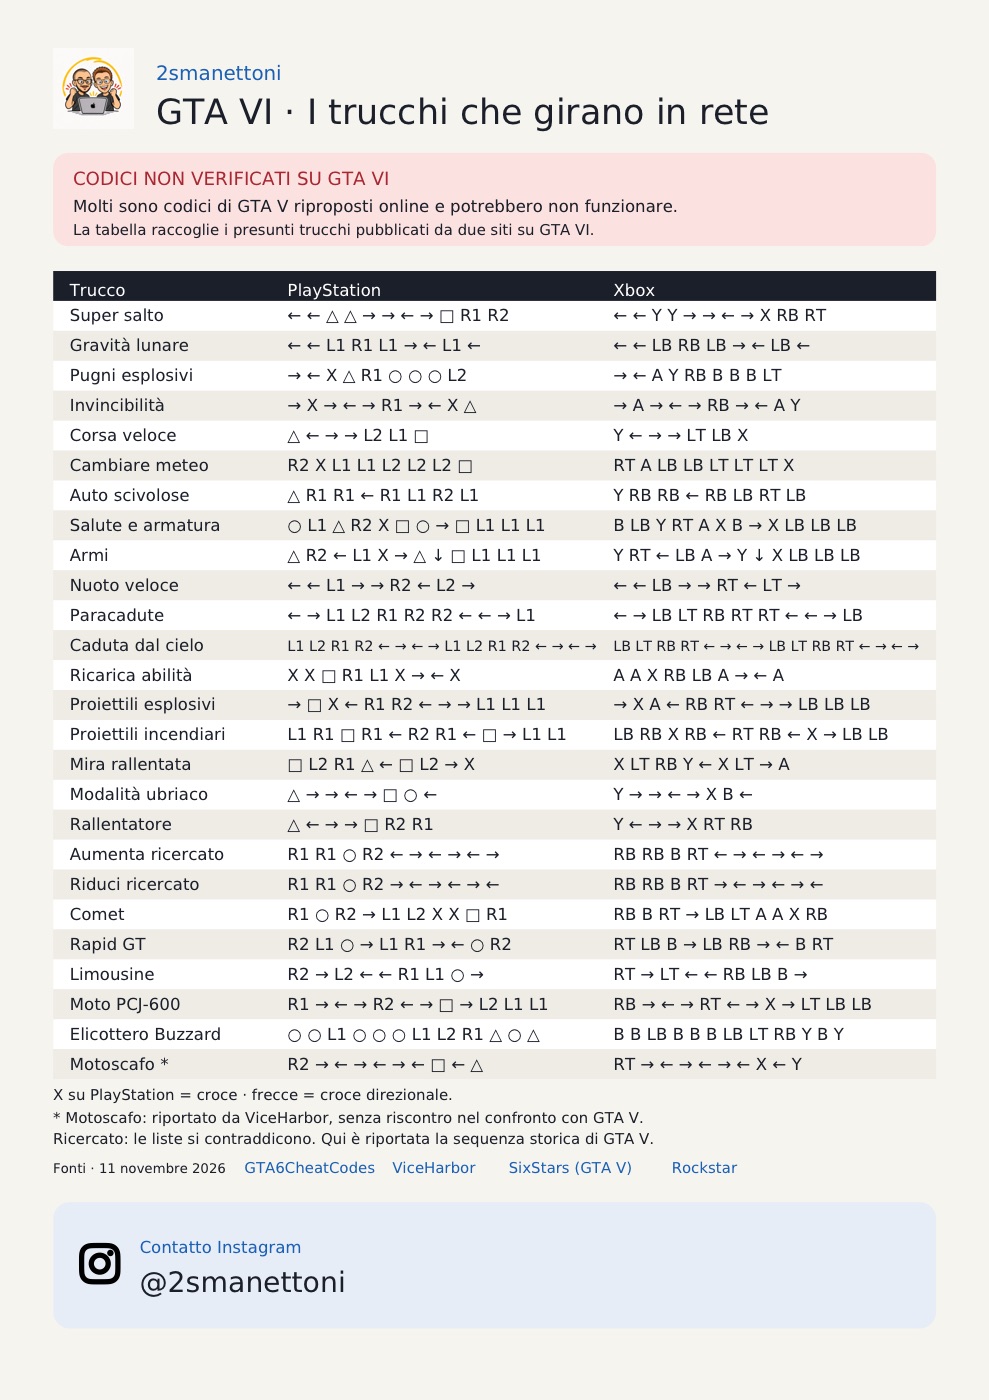 2smanettoni
GTA VI · I trucchi che girano in rete
CODICI NON VERIFICATI SU GTA VI
Molti sono codici di GTA V riproposti online e potrebbero non funzionare.
La tabella raccoglie i presunti trucchi pubblicati da due siti su GTA VI.
Trucco PlayStation Xbox
Super salto ← ← △ △ → → ← → □ R1 R2 ← ← Y Y → → ← → X RB RT
Gravità lunare ← ← L1 R1 L1 → ← L1 ← ← ← LB RB LB → ← LB ←
Pugni esplosivi → ← X △ R1 ○ ○ ○ L2 → ← A Y RB B B B LT
Invincibilità → X → ← → R1 → ← X △ → A → ← → RB → ← A Y
Corsa veloce △ ← → → L2 L1 □ Y ← → → LT LB X
Cambiare meteo R2 X L1 L1 L2 L2 L2 □ RT A LB LB LT LT LT X
Auto scivolose △ R1 R1 ← R1 L1 R2 L1 Y RB RB ← RB LB RT LB
Salute e armatura ○ L1 △ R2 X □ ○ → □ L1 L1 L1 B LB Y RT A X B → X LB LB LB
Armi △ R2 ← L1 X → △ ↓ □ L1 L1 L1 Y RT ← LB A → Y ↓ X LB LB LB
Nuoto veloce ← ← L1 → → R2 ← L2 → ← ← LB → → RT ← LT →
Paracadute ← → L1 L2 R1 R2 R2 ← ← → L1 ← → LB LT RB RT RT ← ← → LB
Caduta dal cielo L1 L2 R1 R2 ← → ← → L1 L2 R1 R2 ← → ← → LB LT RB RT ← → ← → LB LT RB RT ← → ← →
Ricarica abilità X X □ R1 L1 X → ← X A A X RB LB A → ← A
Proiettili esplosivi → □ X ← R1 R2 ← → → L1 L1 L1 → X A ← RB RT ← → → LB LB LB
Proiettili incendiari L1 R1 □ R1 ← R2 R1 ← □ → L1 L1 LB RB X RB ← RT RB ← X → LB LB
Mira rallentata □ L2 R1 △ ← □ L2 → X X LT RB Y ← X LT → A
Modalità ubriaco △ → → ← → □ ○ ← Y → → ← → X B ←
Rallentatore △ ← → → □ R2 R1 Y ← → → X RT RB
Aumenta ricercato R1 R1 ○ R2 ← → ← → ← → RB RB B RT ← → ← → ← →
Riduci ricercato R1 R1 ○ R2 → ← → ← → ← RB RB B RT → ← → ← → ←
Comet R1 ○ R2 → L1 L2 X X □ R1 RB B RT → LB LT A A X RB
Rapid GT R2 L1 ○ → L1 R1 → ← ○ R2 RT LB B → LB RB → ← B RT
Limousine R2 → L2 ← ← R1 L1 ○ → RT → LT ← ← RB LB B →
Moto PCJ-600 R1 → ← → R2 ← → □ → L2 L1 L1 RB → ← → RT ← → X → LT LB LB
Elicottero Buzzard ○ ○ L1 ○ ○ ○ L1 L2 R1 △ ○ △ B B LB B B B LB LT RB Y B Y
Motoscafo * R2 → ← → ← → ← □ ← △ RT → ← → ← → ← X ← Y
X su PlayStation = croce · frecce = croce direzionale.
* Motoscafo: riportato da ViceHarbor, senza riscontro nel confronto con GTA V.
Ricercato: le liste si contraddicono. Qui è riportata la sequenza storica di GTA V.
Fonti · 11 novembre 2026 GTA6CheatCodes ViceHarbor SixStars (GTA V) Rockstar
Contatto Instagram
@2smanettoni